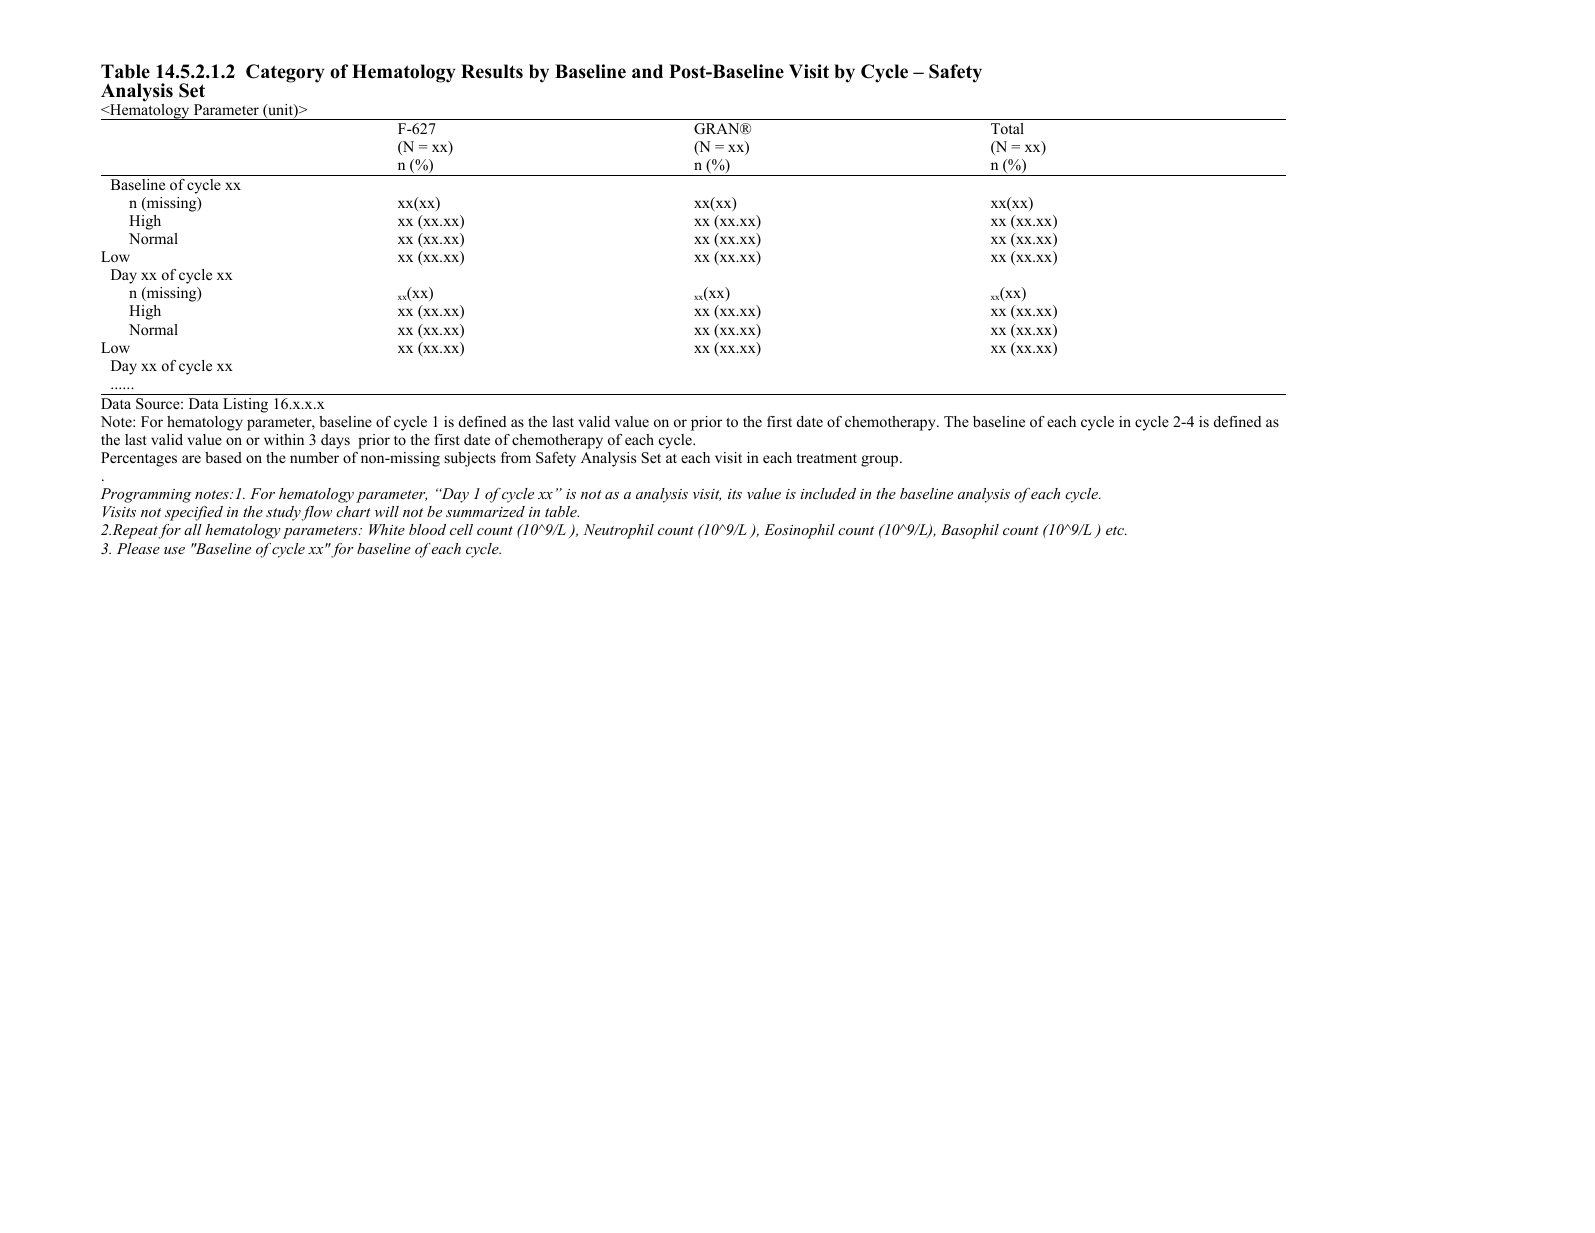 Table 14.5.2.1.2  Category of Hematology Results by Baseline and Post-Baseline Visit by Cycle – Safety
Analysis Set
<Hematology Parameter (unit)>
F-627 GRAN® Total
(N = xx) (N = xx) (N = xx)
n (%) n (%) n (%)
Baseline of cycle xx
n (missing) xx(xx) xx(xx) xx(xx)
High xx (xx.xx) xx (xx.xx) xx (xx.xx)
Normal xx (xx.xx) xx (xx.xx) xx (xx.xx)
Low xx (xx.xx) xx (xx.xx) xx (xx.xx)
Day xx of cycle xx
n (missing) xx(xx) xx(xx) xx(xx)
High xx (xx.xx) xx (xx.xx) xx (xx.xx)
Normal xx (xx.xx) xx (xx.xx) xx (xx.xx)
Low xx (xx.xx) xx (xx.xx) xx (xx.xx)
Day xx of cycle xx
......
Data Source: Data Listing 16.x.x.x
Note: For hematology parameter, baseline of cycle 1 is defined as the last valid value on or prior to the first date of chemotherapy. The baseline of each cycle in cycle 2-4 is defined as
the last valid value on or within 3 days  prior to the first date of chemotherapy of each cycle.
Percentages are based on the number of non-missing subjects from Safety Analysis Set at each visit in each treatment group.
.
Programming notes:1. For hematology parameter, “Day 1 of cycle xx” is not as a analysis visit, its value is included in the baseline analysis of each cycle.
Visits not specified in the study flow chart will not be summarized in table.
2.Repeat for all hematology parameters: White blood cell count (10^9/L ), Neutrophil count (10^9/L ), Eosinophil count (10^9/L), Basophil count (10^9/L ) etc.
3. Please use "Baseline of cycle xx" for baseline of each cycle.